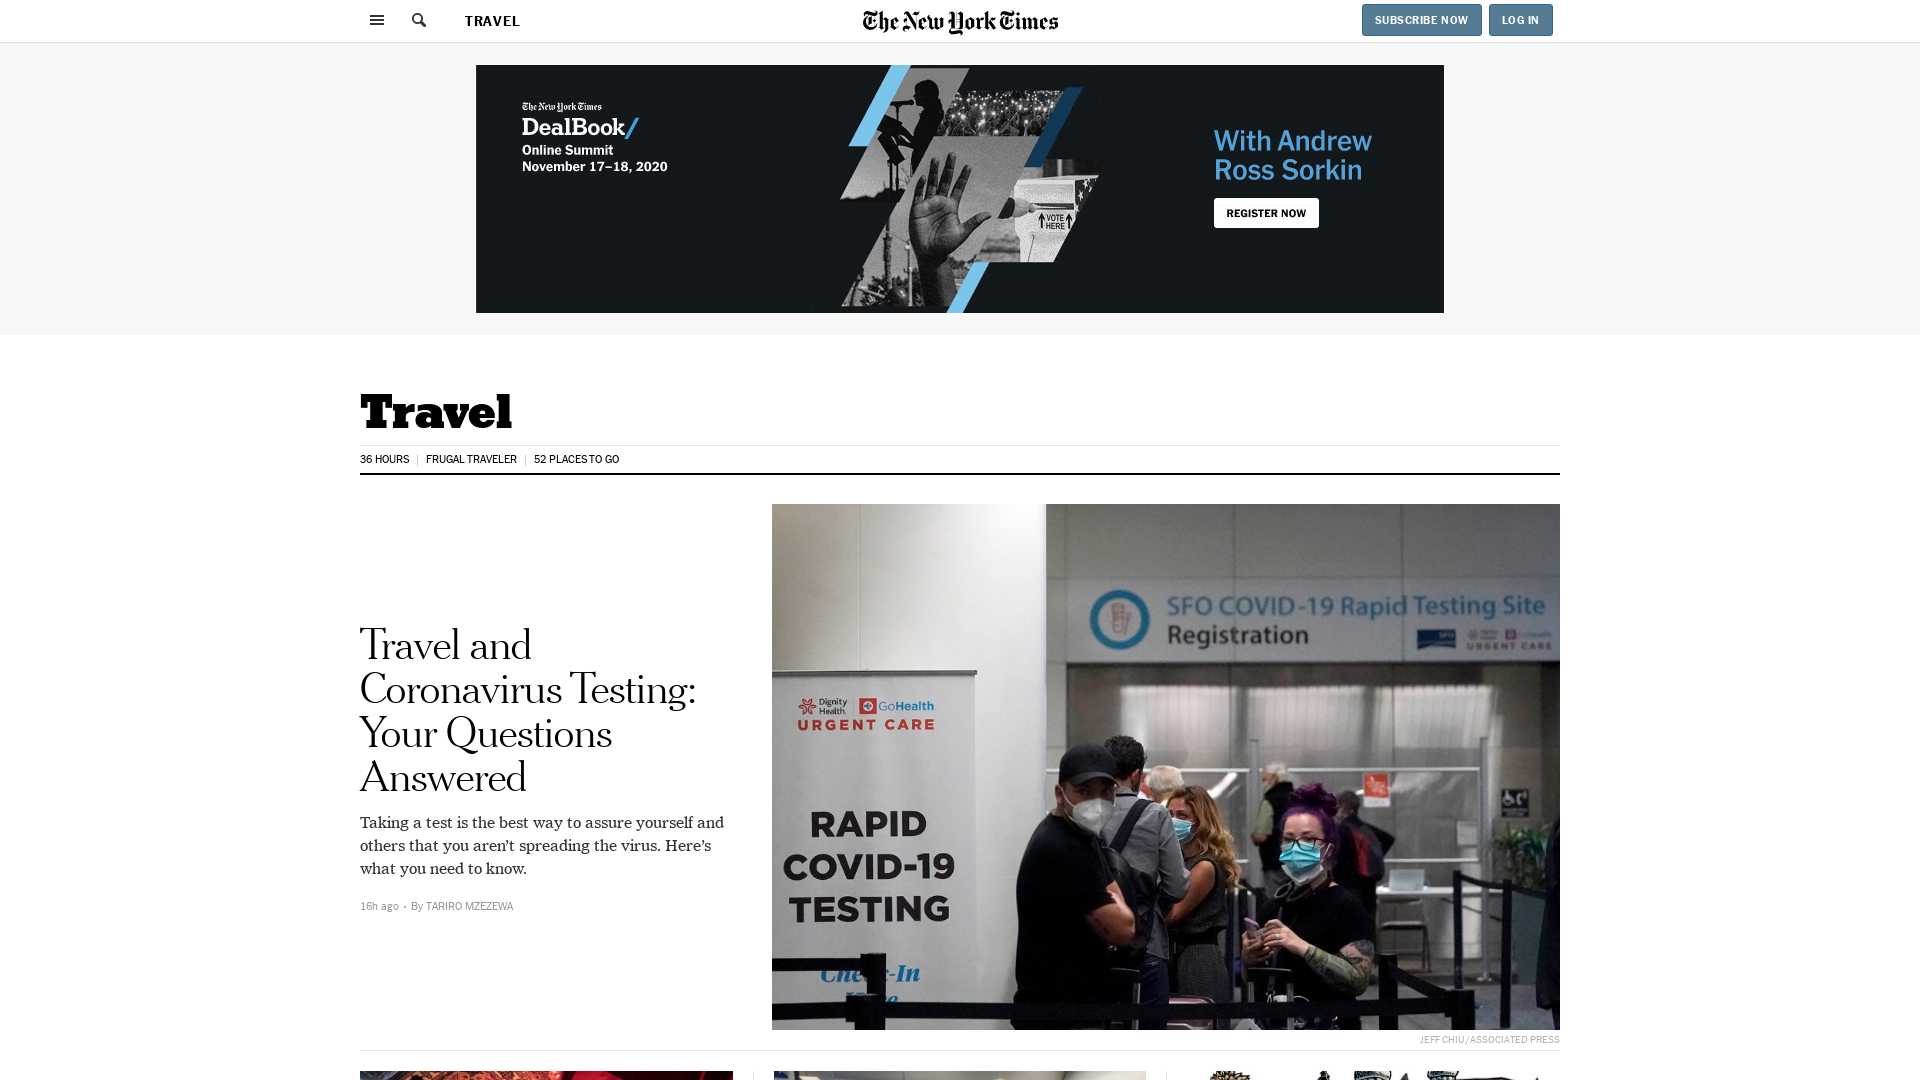 TRAVEL
The New York Times
SUBSCRIBE NOW
LOG IN
The New York Times
DealBook/
Online Summit
November 17–18, 2020
VOTE
HERE
With Andrew
Ross Sorkin
REGISTER NOW
Travel
36 HOURS
FRUGAL TRAVELER
52 PLACES TO GO
Travel and
Coronavirus Testing:
Your Questions
Answered
Taking a test is the best way to assure yourself and
others that you aren’t spreading the virus. Here’s
what you need to know.
16h ago · By TARIRO MZEZEWA
SFO COVID-19 Rapid Testing Site
Registration
SFO
Dignity Health
GoHealth
URGENT CARE
Dignity
Health.
GoHealth
URGENT CARE
RAPID
COVID-19
TESTING
JEFF CHIU/ASSOCIATED PRESS